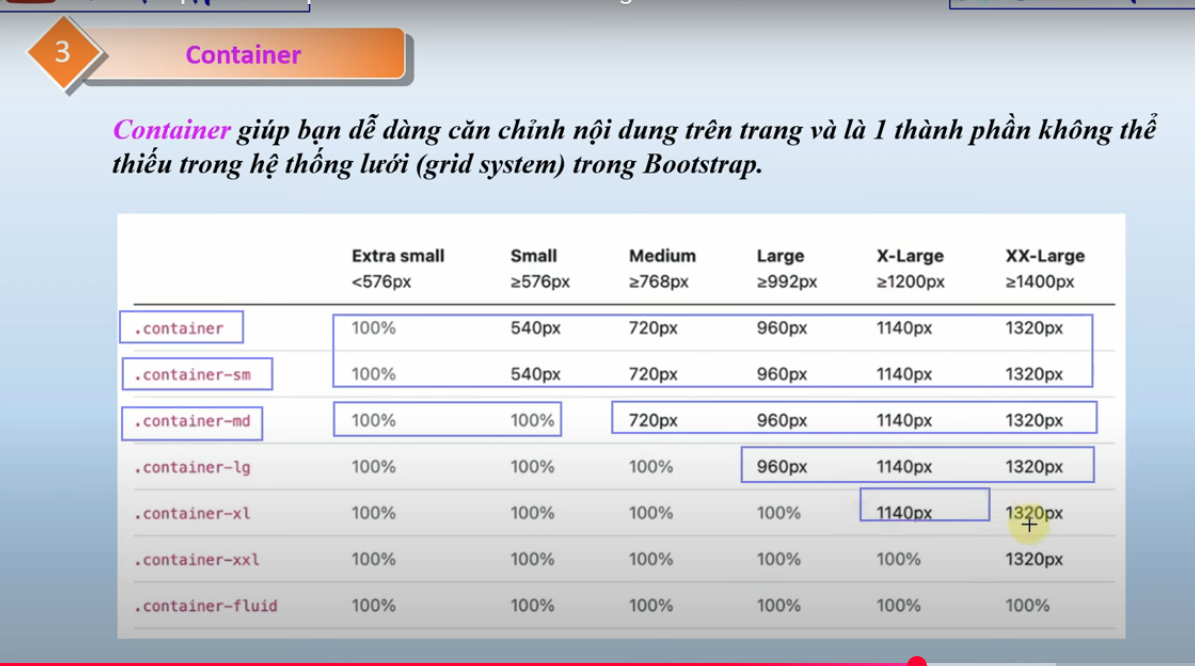 3
Container
Container giúp bạn dễ dàng căn chỉnh nội dung trên trang và là 1 thành phần không thể
thiếu trong hệ thống lưới (grid system) trong Bootstrap.
Extra small Small Medium Large X-Large XX-Large
<576px ≥576px ≥768px ≥992px ≥1200px ≥1400px
.container 100% 540px 720px 960px 1140px 1320px
.container-sm 100% 540px 720px 960px 1140px 1320px
.container-md 100% 100% 720px 960px 1140px 1320px
.container-lg 100% 100% 100% 960px 1140px 1320px
.container-xl 100% 100% 100% 100% 1140px 1320px
.container-xxl 100% 100% 100% 100% 100% 1320px
.container-fluid 100% 100% 100% 100% 100% 100%